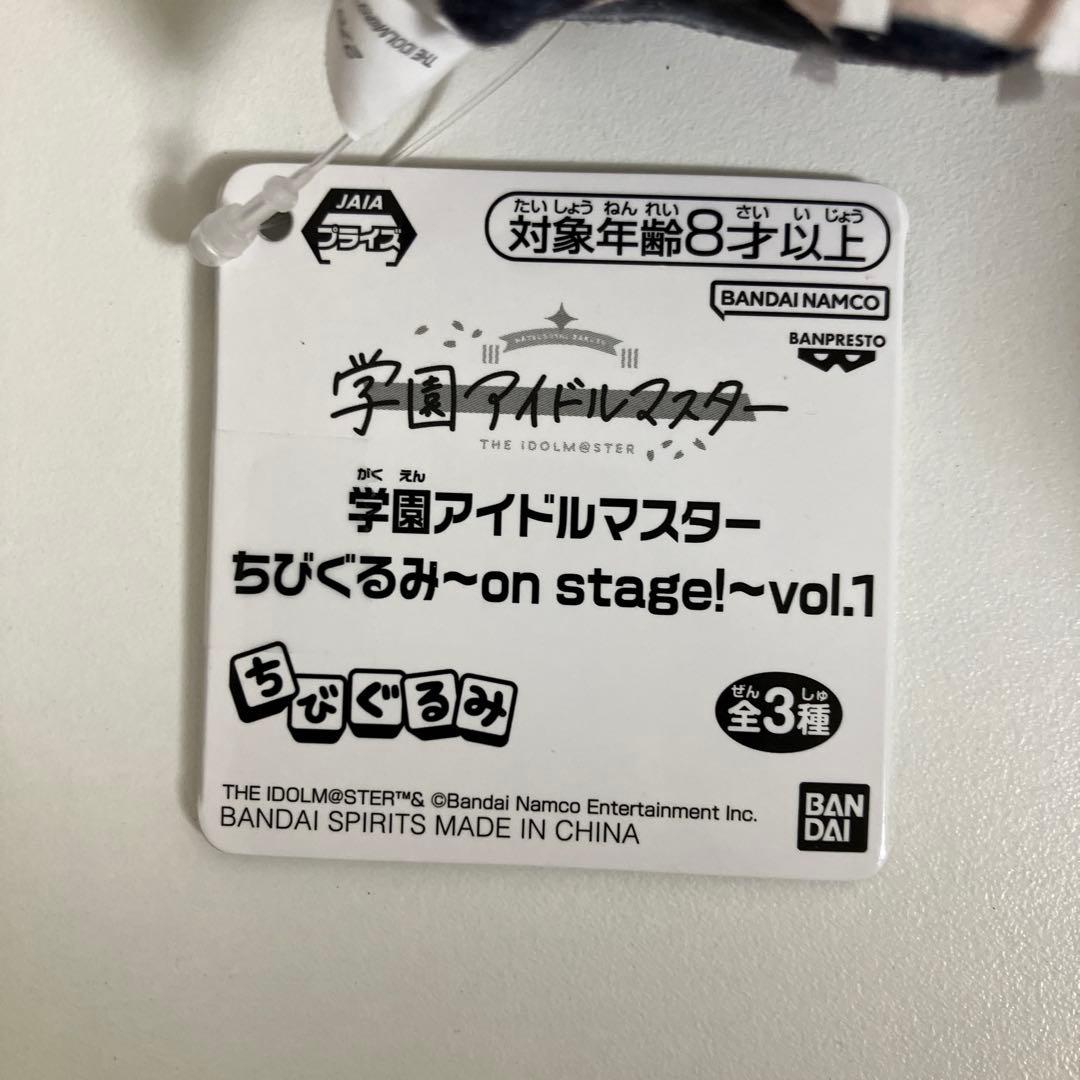 THE IDOLM@STER
JAIA
プライズ
たいしょう ねん れい さい い じょう
対象年齢8才以上
BANDAI NAMCO
BANPRESTO
学園アイドルマスター
THE iDOLM@STER
がく えん
学園アイドルマスター
ちびぐるみ〜on stage!〜vol.1
ちびぐるみ
ぜん しゅ
全3種
THE IDOLM@STER™& ©Bandai Namco Entertainment Inc.
BANDAI SPIRITS MADE IN CHINA
BAN
DAI